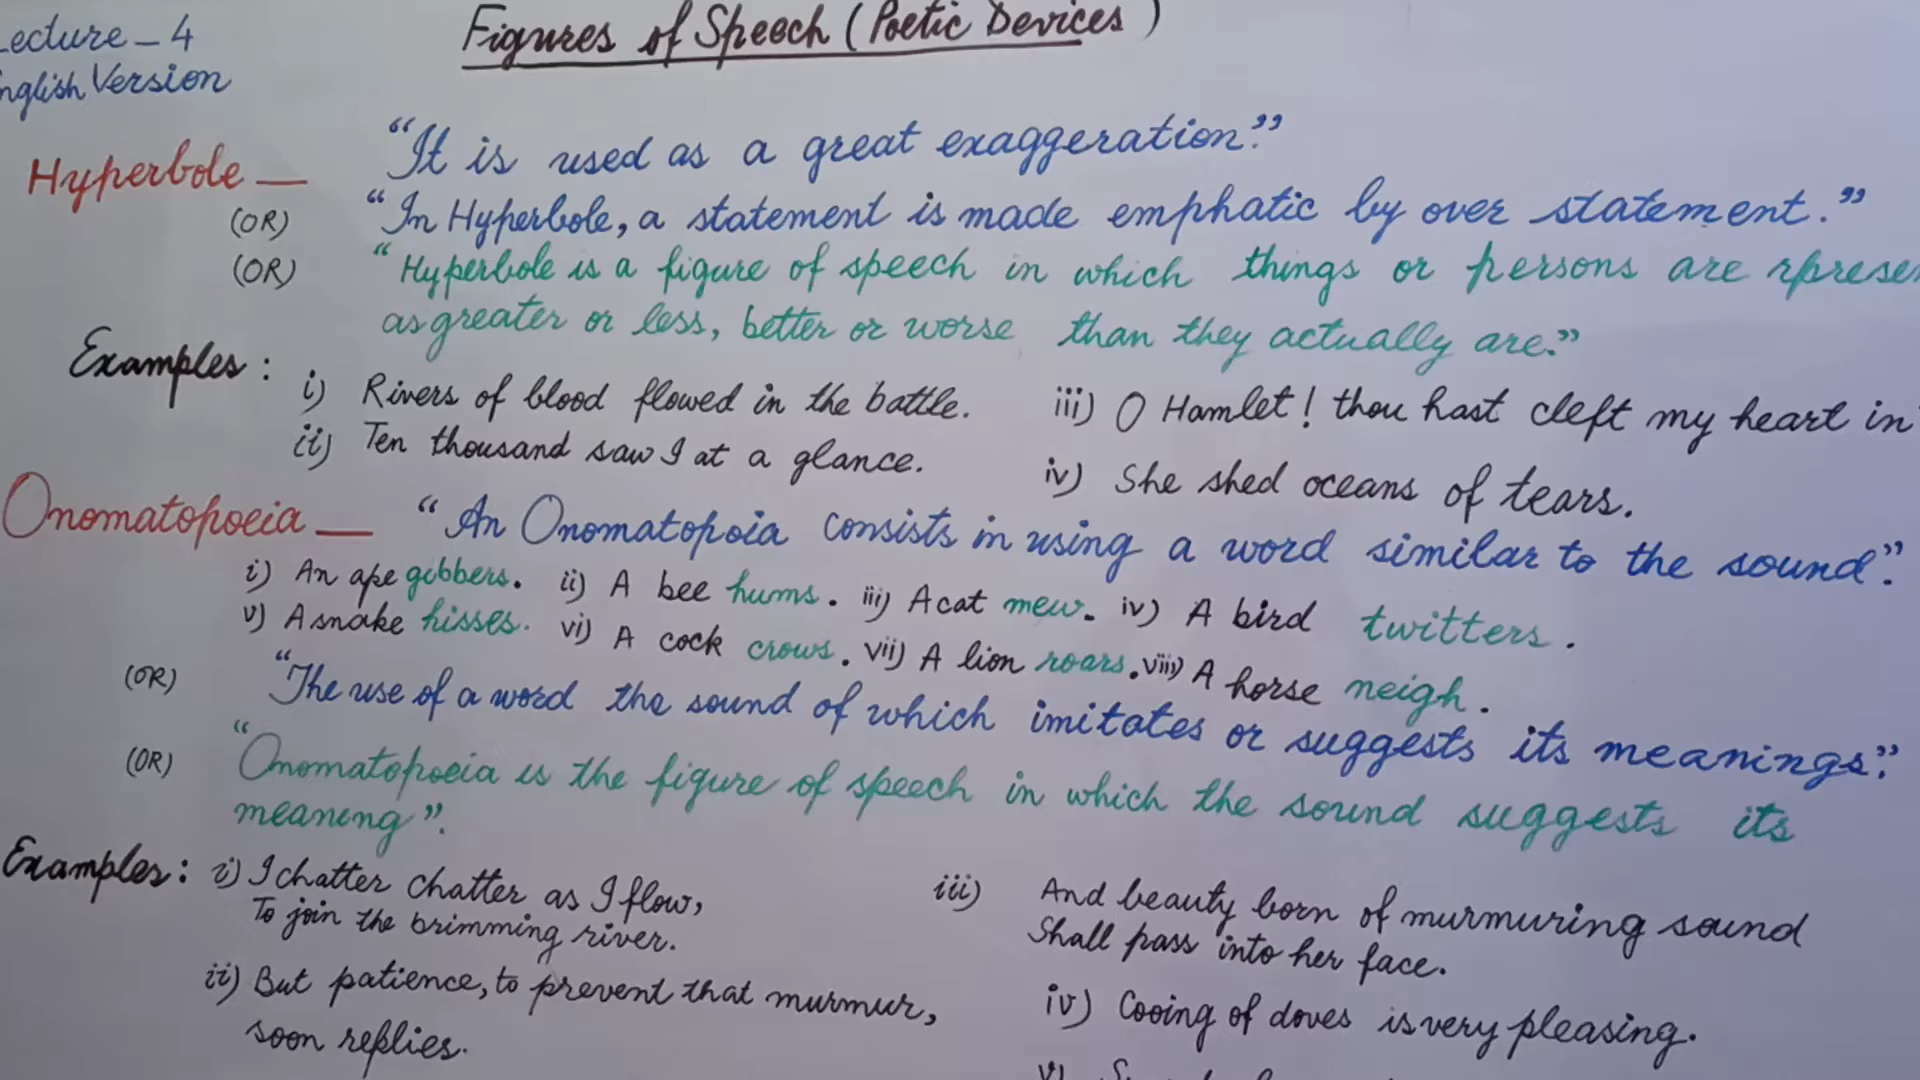 Lecture - 4
English Version
Figures of Speech (Poetic Devices)
Hyperbole — "It is used as a great exaggeration."
(OR) "In Hyperbole, a statement is made emphatic by over statement."
(OR) "Hyperbole is a figure of speech in which things or persons are rprese
as greater or less, better or worse than they actually are."
Examples :
i) Rivers of blood flowed in the battle.
ii) Ten thousand saw I at a glance.
iii) O Hamlet! thou hast cleft my heart in
iv) She shed oceans of tears.
Onomatopoeia — "An Onomatopoia consists in using a word similar to the sound".
i) An ape gibbers. ii) A bee hums. iii) A cat mew. iv) A bird twitters.
v) A snake hisses. vi) A cock crows. vii) A lion roars. viii) A horse neigh.
(OR) "The use of a word the sound of which imitates or suggests its meanings".
(OR) "Onomatopoeia is the figure of speech in which the sound suggests its
meaning".
Examples :
i) I chatter chatter as I flow,
To join the brimming river.
ii) But patience, to prevent that murmur,
soon replies.
iii) And beauty born of murmuring sound
Shall pass into her face.
iv) Cooing of doves is very pleasing.
v)